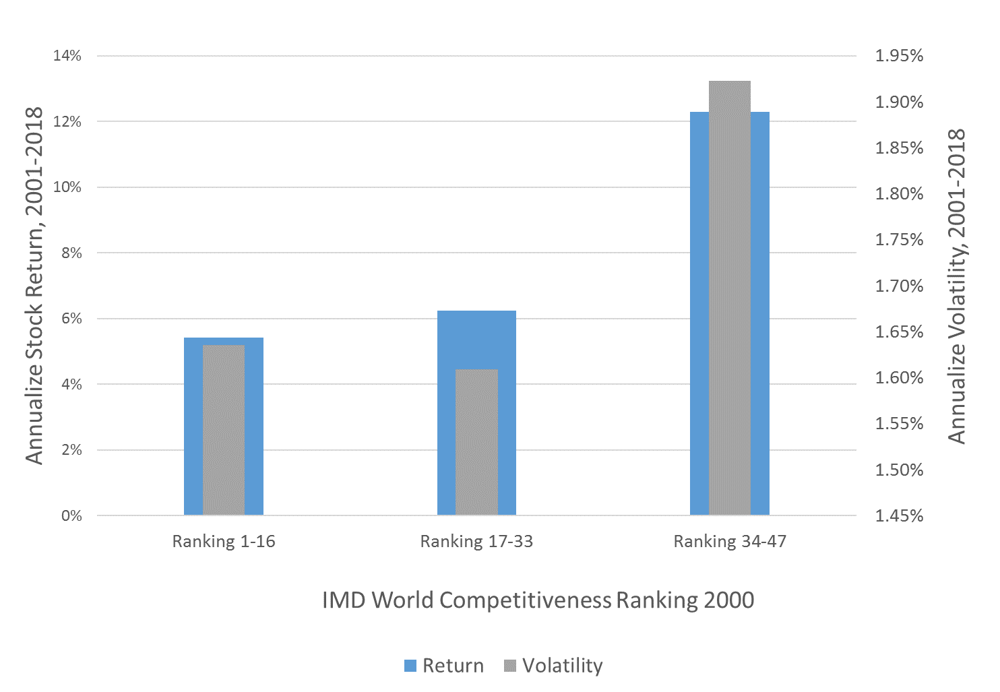 14%
12%
10%
8%
6%
4%
2%
0%
Annualize Stock Return, 2001-2018
1.95%
1.90%
1.85%
1.80%
1.75%
1.70%
1.65%
1.60%
1.55%
1.50%
1.45%
Annualize Volatility, 2001-2018
Ranking 1-16
Ranking 17-33
Ranking 34-47
IMD World Competitiveness Ranking 2000
Return
Volatility